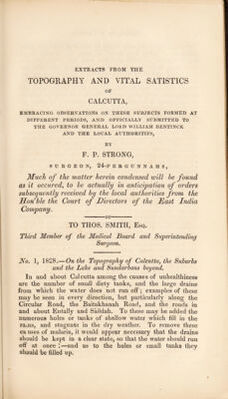 EXTRACTS FROM THE
TOPOGRAPHY AND VITAL SATISTICS
OF
CALCUTTA,
EMBRACING OBSERVATIONS ON THESE SUBJECTS FORMED AT
DIFFERENT PERIODS, AND OFFICIALLY SUBMITTED TO
THE GOVERNOR GENERAL LORD WILLIAM BENTINCK
AND THE LOCAL AUTHORITIES,
BY
F. P. STRONG,
SURGEON, 24-PERGUNNAHS,
Much of the matter herein condensed will be found
as it occured, to be actually in anticipation of orders
subsequently received by the local authorities from the
Hon'ble the Court of Directors of the East India
Company.
TO THOS. SMITH, ESQ.
Third Member of the Medical Board and Superintending
Surgeon.
No. 1, 1828.—On the Topography of Calcutta, the Suburbs
and the Lake and Sundarbans beyond.
In and about Calcutta among the causes of unhealthiness
are the number of small dirty tanks, and the large drains
from which the water does not run off; examples of these
may be seen in every direction, but particularly along the
Circular Road, the Baitakhanah Road, and the roads in
and about Entally and Sialdah. To these may be added the
numerous holes or tanks of shallow water which fill in the
rains, and stagnate in the dry weather. To remove these
causes of malaria, it would appear necessary that the drains
should be kept in a clear state, so that the water should run
off at once:—and as to the holes or small tanks they
should be filled up.